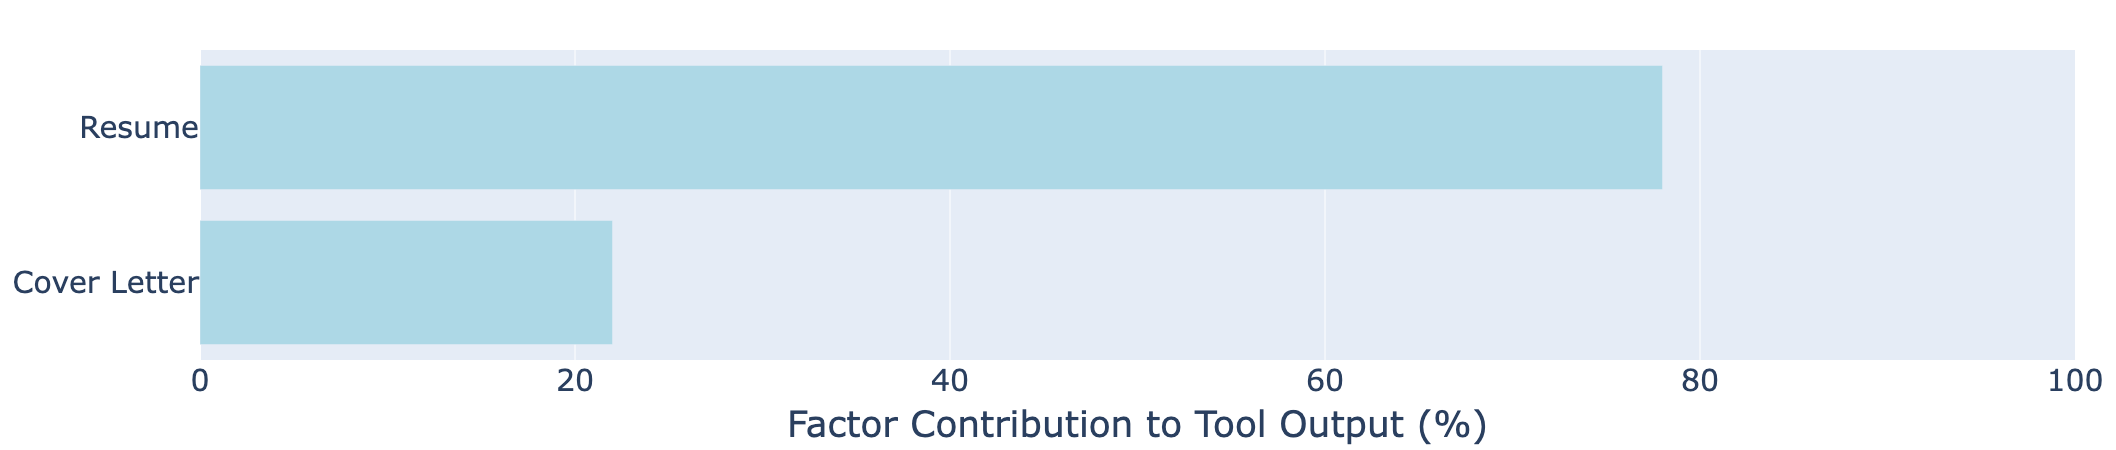 Resume
Cover Letter
0 20 40 60 80 100
Factor Contribution to Tool Output (%)